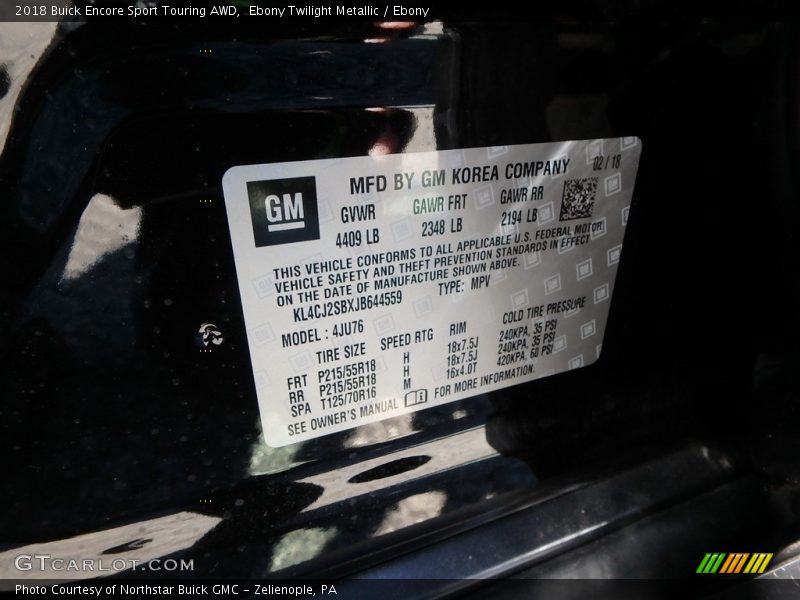 2018 Buick Encore Sport Touring AWD, Ebony Twilight Metallic / Ebony
MFD BY GM KOREA COMPANY 02/18
GM
GVWR GAWR FRT GAWR RR
4409 LB 2348 LB 2194 LB
THIS VEHICLE CONFORMS TO ALL APPLICABLE U.S. FEDERAL MOTOR
VEHICLE SAFETY AND THEFT PREVENTION STANDARDS IN EFFECT
ON THE DATE OF MANUFACTURE SHOWN ABOVE.
KL4CJ2SBXJB644559 TYPE: MPV
MODEL: 4JU76
TIRE SIZE SPEED RTG RIM COLD TIRE PRESSURE
FRT P215/55R18 H 18x7.5J 240KPA, 35 PSI
RR P215/55R18 H 18x7.5J 240KPA, 35 PSI
SPA T125/70R16 M 16x4.0T 420KPA, 60 PSI
SEE OWNER'S MANUAL FOR MORE INFORMATION.
GTCARLOT.COM
Photo Courtesy of Northstar Buick GMC - Zelienople, PA